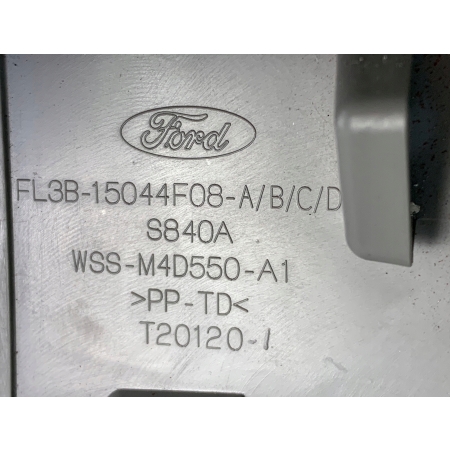 Ford
FL3B-15044F08-A/B/C/D
S840A
WSS-M4D550-A1
>PP-TD<
T20120-1